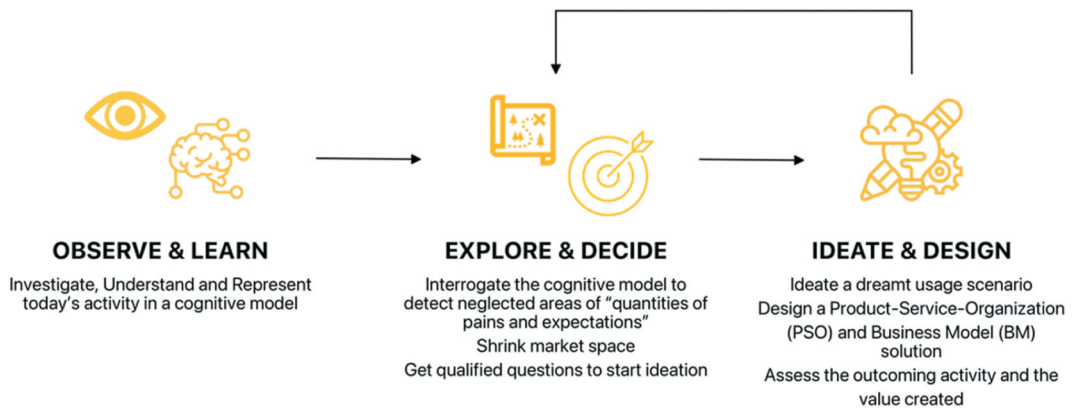 OBSERVE & LEARN
Investigate, Understand and Represent
today's activity in a cognitive model
EXPLORE & DECIDE
Interrogate the cognitive model to
detect neglected areas of “quantities of
pains and expectations”
Shrink market space
Get qualified questions to start ideation
IDEATE & DESIGN
Ideate a dreamt usage scenario
Design a Product-Service-Organization
(PSO) and Business Model (BM)
solution
Assess the outcoming activity and the
value created